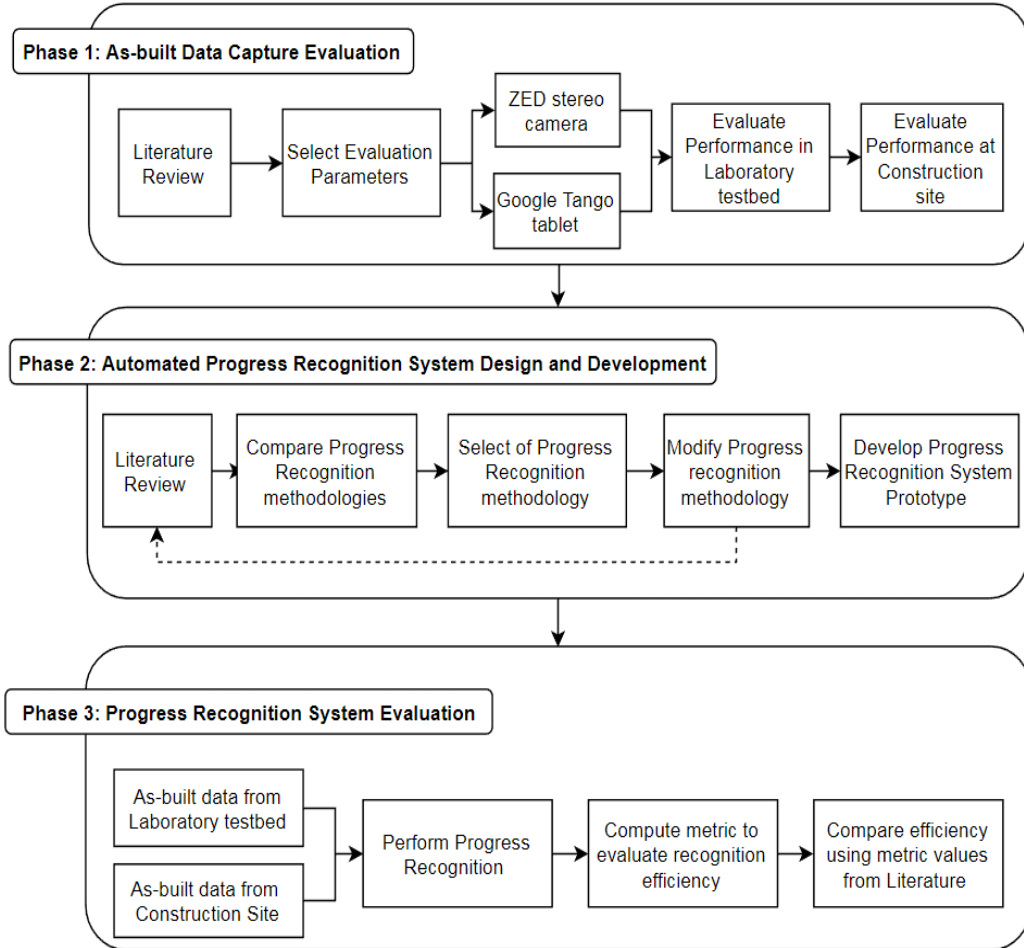 Phase 1: As-built Data Capture Evaluation
Literature
Review
Select Evaluation
Parameters
ZED stereo
camera
Google Tango
tablet
Evaluate
Performance in
Laboratory
testbed
Evaluate
Performance at
Construction
site
Phase 2: Automated Progress Recognition System Design and Development
Literature
Review
Compare Progress
Recognition
methodologies
Select of Progress
Recognition
methodology
Modify Progress
recognition
methodology
Develop Progress
Recognition System
Prototype
Phase 3: Progress Recognition System Evaluation
As-built data from
Laboratory testbed
As-built data from
Construction Site
Perform Progress
Recognition
Compute metric to
evaluate recognition
efficiency
Compare efficiency
using metric values
from Literature